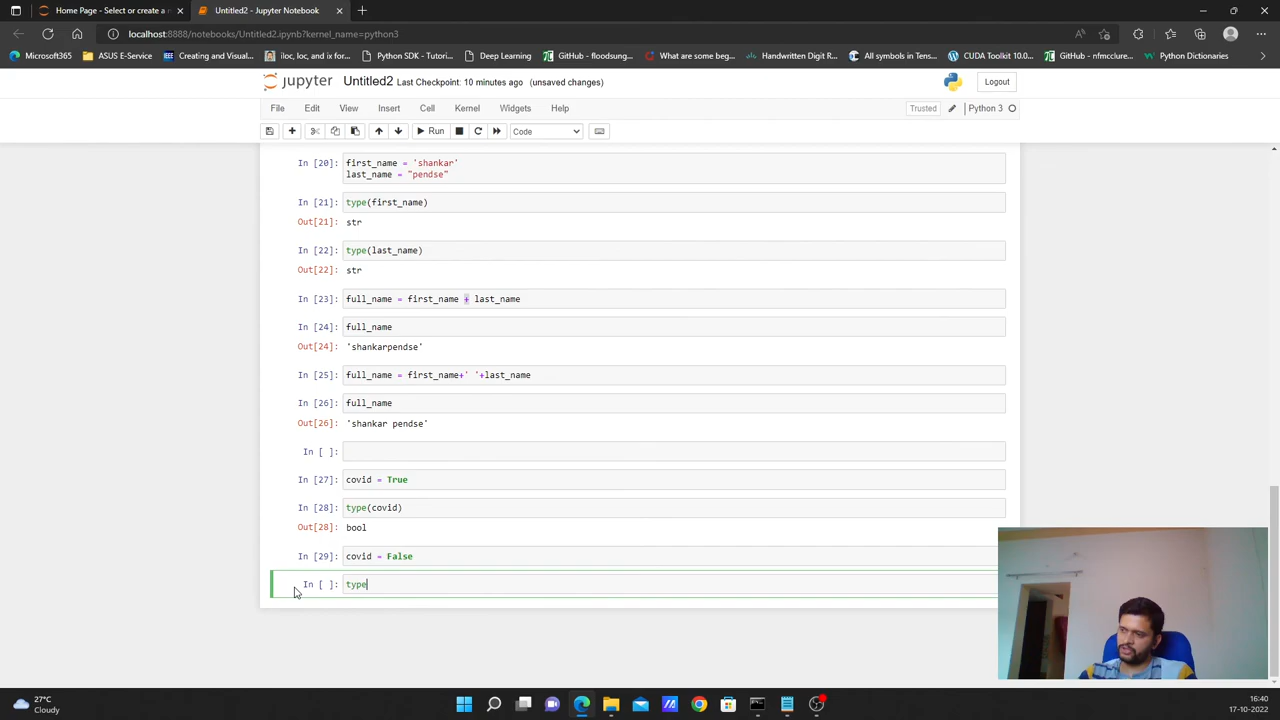 Home Page - Select or create a n
Untitled2 - Jupyter Notebook
localhost:8888/notebooks/Untitled2.ipynb?kernel_name=python3
Microsoft365
ASUS E-Service
Creating and Visual...
iloc, loc, and ix for...
Python SDK - Tutori...
Deep Learning
GitHub - floodsung...
What are some beg...
Handwritten Digit R...
All symbols in Tens...
CUDA Toolkit 10.0...
GitHub - nfmcclure...
Python Dictionaries
jupyter Untitled2 Last Checkpoint: 10 minutes ago (unsaved changes)
Logout
File Edit View Insert Cell Kernel Widgets Help
Trusted
Python 3
Run
Code
In [20]: first_name = 'shankar'
last_name = "pendse"
In [21]: type(first_name)
Out[21]: str
In [22]: type(last_name)
Out[22]: str
In [23]: full_name = first_name + last_name
In [24]: full_name
Out[24]: 'shankarpendse'
In [25]: full_name = first_name+' '+last_name
In [26]: full_name
Out[26]: 'shankar pendse'
In [ ]:
In [27]: covid = True
In [28]: type(covid)
Out[28]: bool
In [29]: covid = False
In [ ]: type
27°C
Cloudy
16:40
17-10-2022